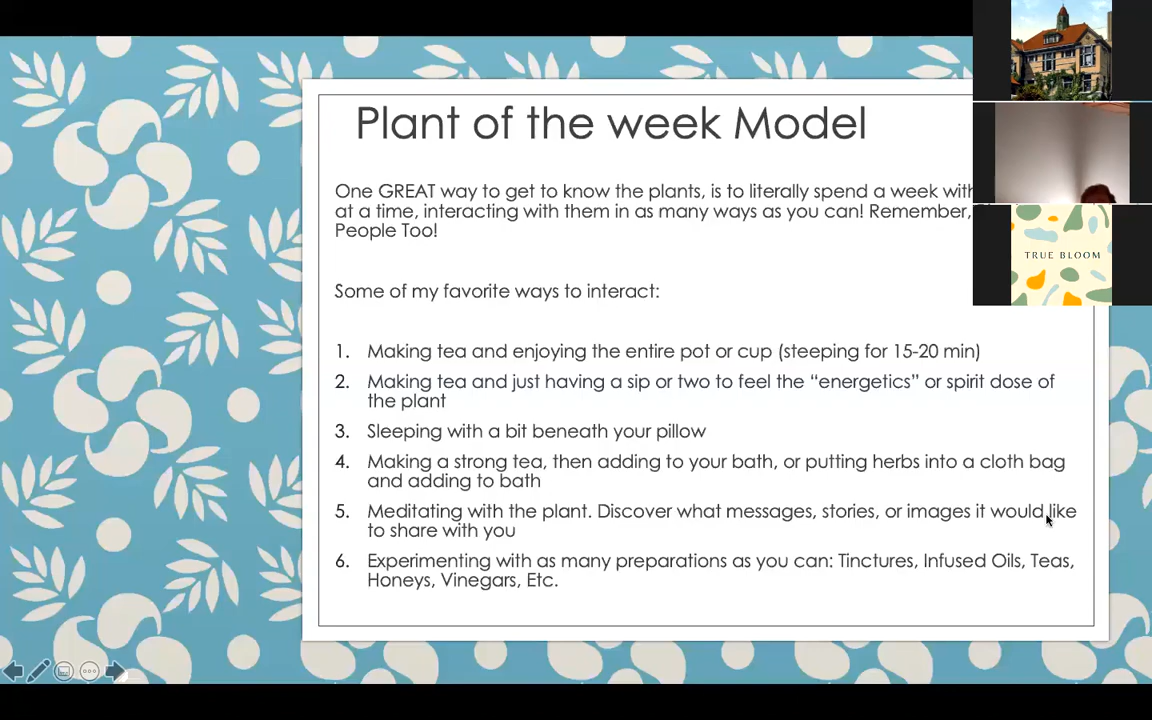 Plant of the week Model
One GREAT way to get to know the plants, is to literally spend a week with
at a time, interacting with them in as many ways as you can! Remember,
People Too!
Some of my favorite ways to interact:
1. Making tea and enjoying the entire pot or cup (steeping for 15-20 min)
2. Making tea and just having a sip or two to feel the “energetics” or spirit dose of
the plant
3. Sleeping with a bit beneath your pillow
4. Making a strong tea, then adding to your bath, or putting herbs into a cloth bag
and adding to bath
5. Meditating with the plant. Discover what messages, stories, or images it would like
to share with you
6. Experimenting with as many preparations as you can: Tinctures, Infused Oils, Teas,
Honeys, Vinegars, Etc.
TRUE BLOOM